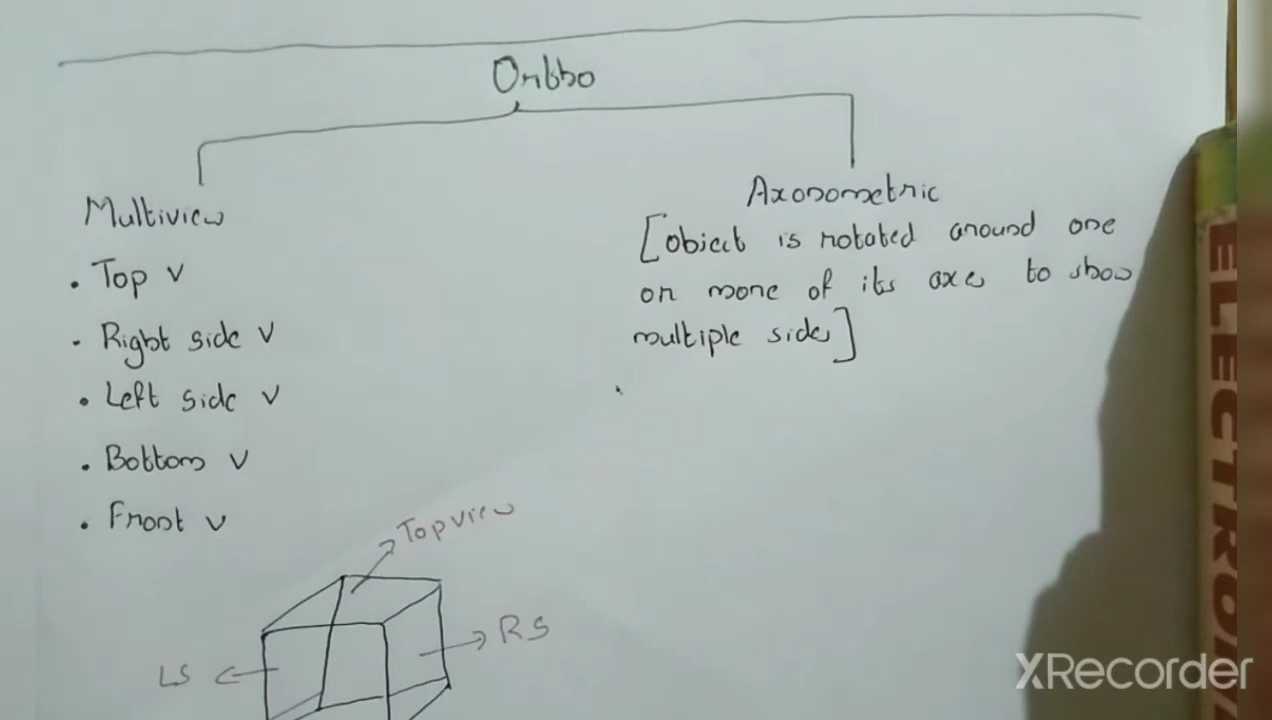 Ortho
Multiview
• Top V
• Right side V
• Left side V
• Bottom V
• Front V
Axonometric
[object is rotated around one
or more of its axes to show
multiple sides]
Top view
RS
LS
ELECTRON
XRecorder